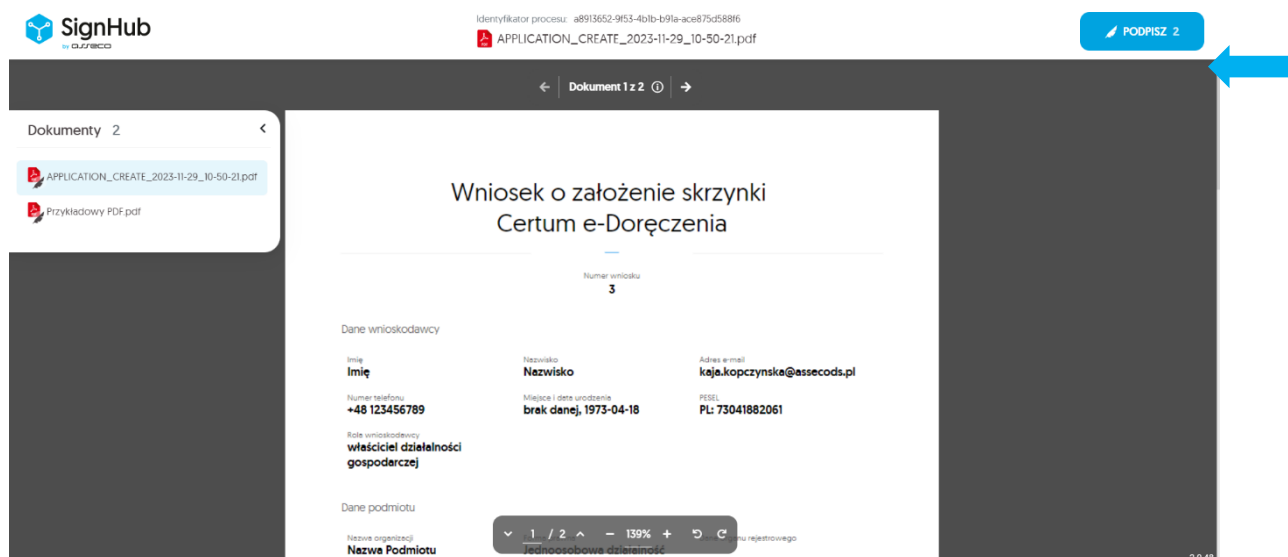 SignHub
by asseco
Identyfikator procesu: a8913652-9f53-4b1b-b91a-ace875d588f6
APPLICATION_CREATE_2023-11-29_10-50-21.pdf
PODPISZ 2
Dokument 1 z 2
Dokumenty 2
APPLICATION_CREATE_2023-11-29_10-50-21.pdf
Przykładowy PDF.pdf
Wniosek o założenie skrzynki
Certum e-Doręczenia
Numer wniosku
3
Dane wnioskodawcy
Imię Nazwisko Adres e-mail
Imię Nazwisko kaja.kopczynska@assecods.pl
Numer telefonu Miejsce i data urodzenia PESEL
+48 123456789 brak danej, 1973-04-18 PL: 73041882061
Rola wnioskodawcy
właściciel działalności
gospodarczej
Dane podmiotu
1 / 2 139%
Nazwa organizacji rejestrowego
Nazwa Podmiotu Jednoosobowa działalność